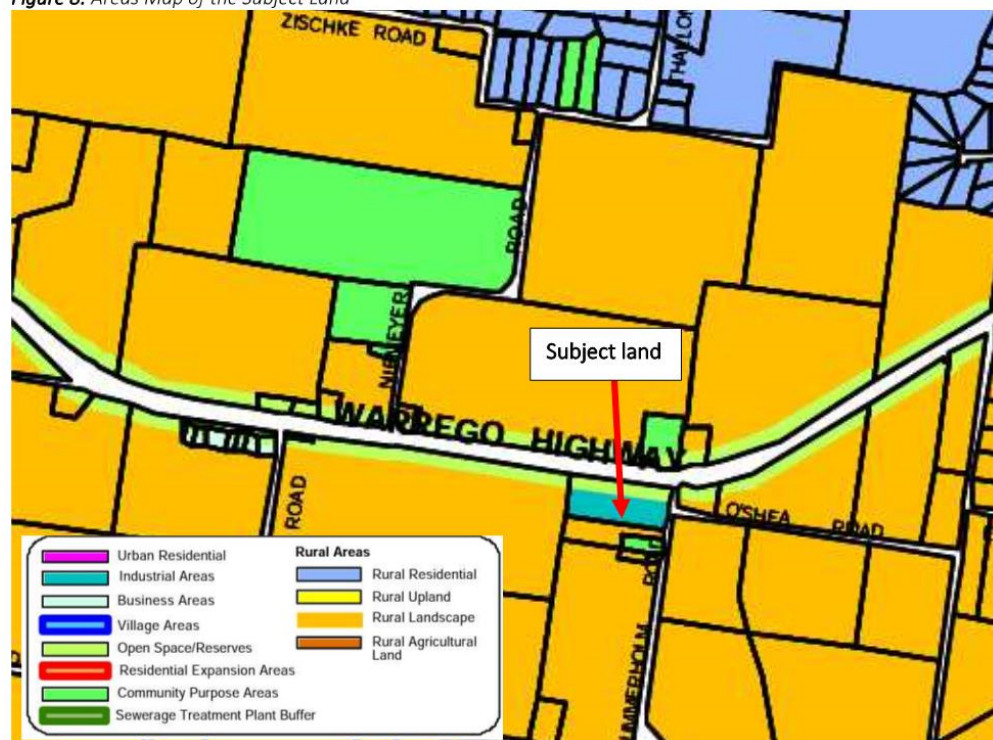 Figure 8: Areas Map of the Subject Land
ZISCHKE ROAD
ROAD
NIEMEYER
Subject land
WARREGO HIGHWAY
O'SHEA ROAD
ROAD
Urban Residential
Industrial Areas
Business Areas
Village Areas
Open Space/Reserves
Residential Expansion Areas
Community Purpose Areas
Sewerage Treatment Plant Buffer
Rural Areas
Rural Residential
Rural Upland
Rural Landscape
Rural Agricultural
Land